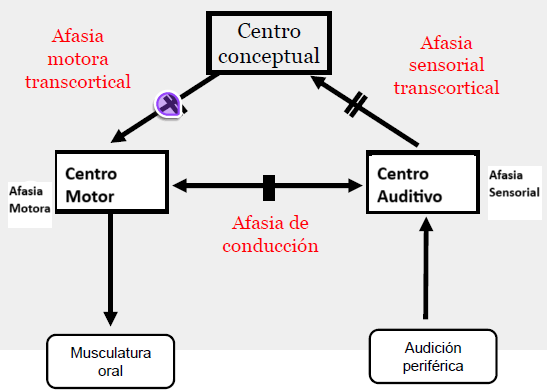 Centro
conceptual
Afasia
motora
transcortical
Afasia
sensorial
transcortical
Afasia
Motora
Centro
Motor
Centro
Auditivo
Afasia
Sensorial
Afasia de
conducción
Musculatura
oral
Audición
periférica